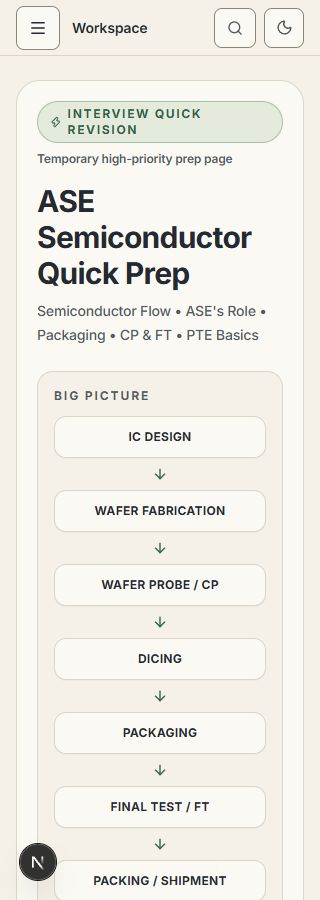 Workspace
INTERVIEW QUICK
REVISION
Temporary high-priority prep page
ASE
Semiconductor
Quick Prep
Semiconductor Flow • ASE's Role •
Packaging • CP & FT • PTE Basics
BIG PICTURE
IC DESIGN
↓
WAFER FABRICATION
↓
WAFER PROBE / CP
↓
DICING
↓
PACKAGING
↓
FINAL TEST / FT
↓
N
PACKING / SHIPMENT